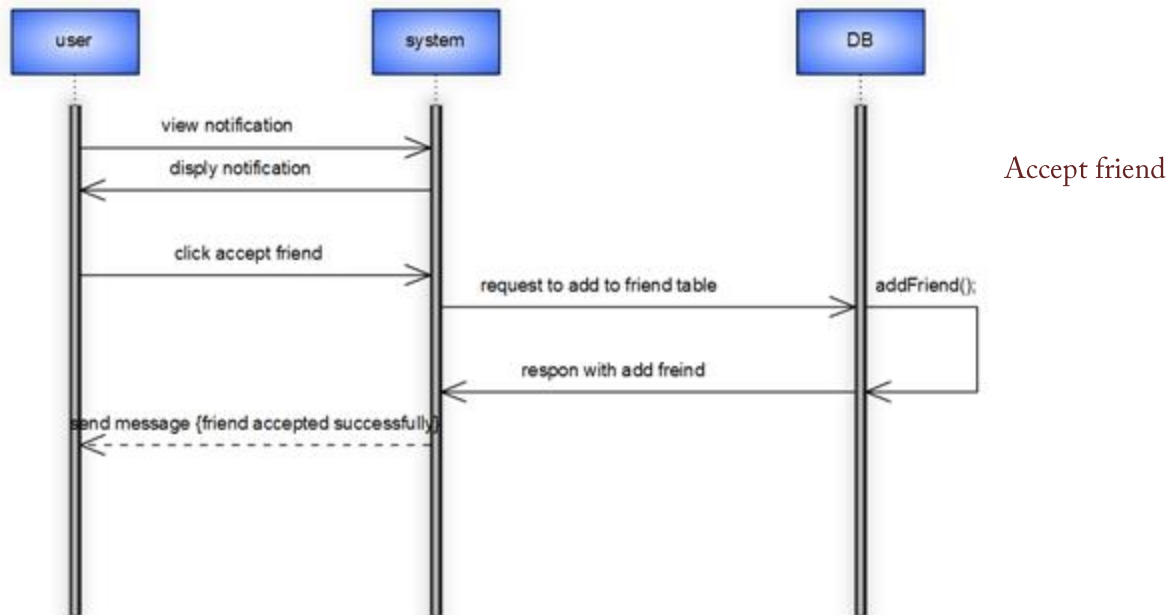 user
system
DB
view notification
disply notification
Accept friend
click accept friend
request to add to friend table
addFriend();
respon with add freind
send message {friend accepted successfully}